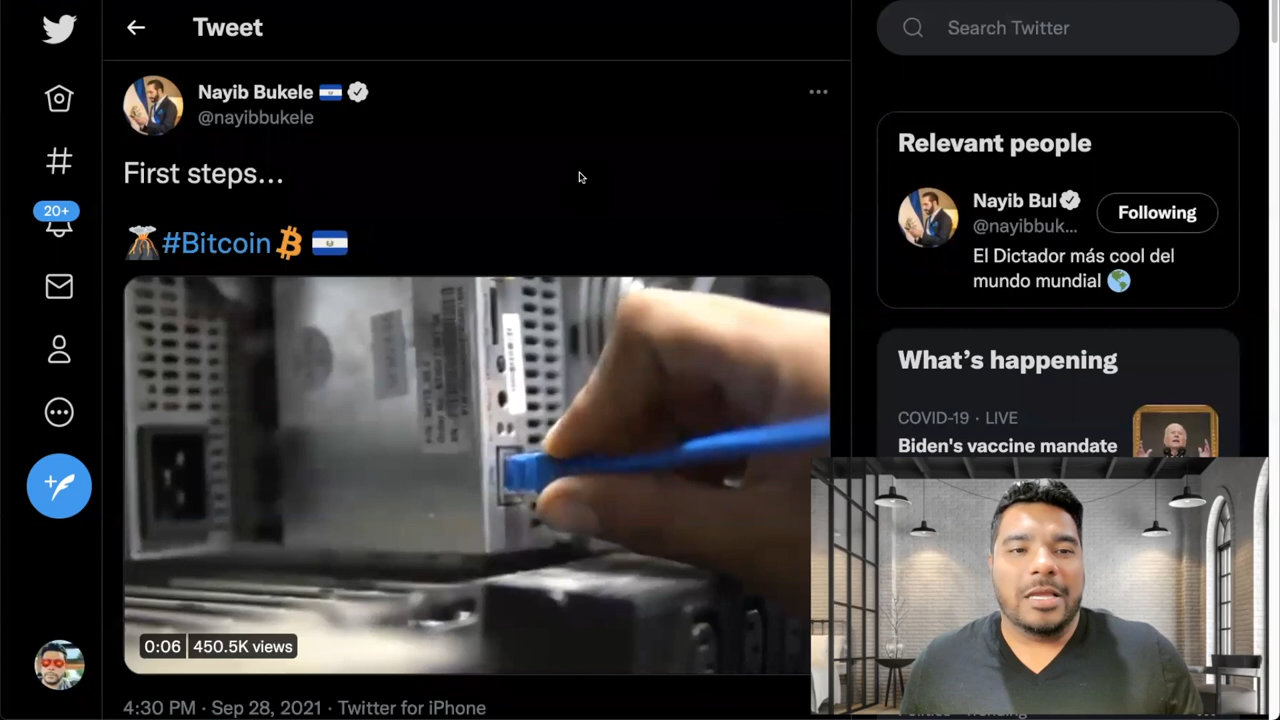 Tweet
Search Twitter
Nayib Bukele
@nayibbukele
First steps...
#Bitcoin
0:06 450.5K views
4:30 PM · Sep 28, 2021 · Twitter for iPhone
20+
Relevant people
Nayib Bul
@nayibbuk...
Following
El Dictador más cool del
mundo mundial
What's happening
COVID-19 · LIVE
Biden's vaccine mandate